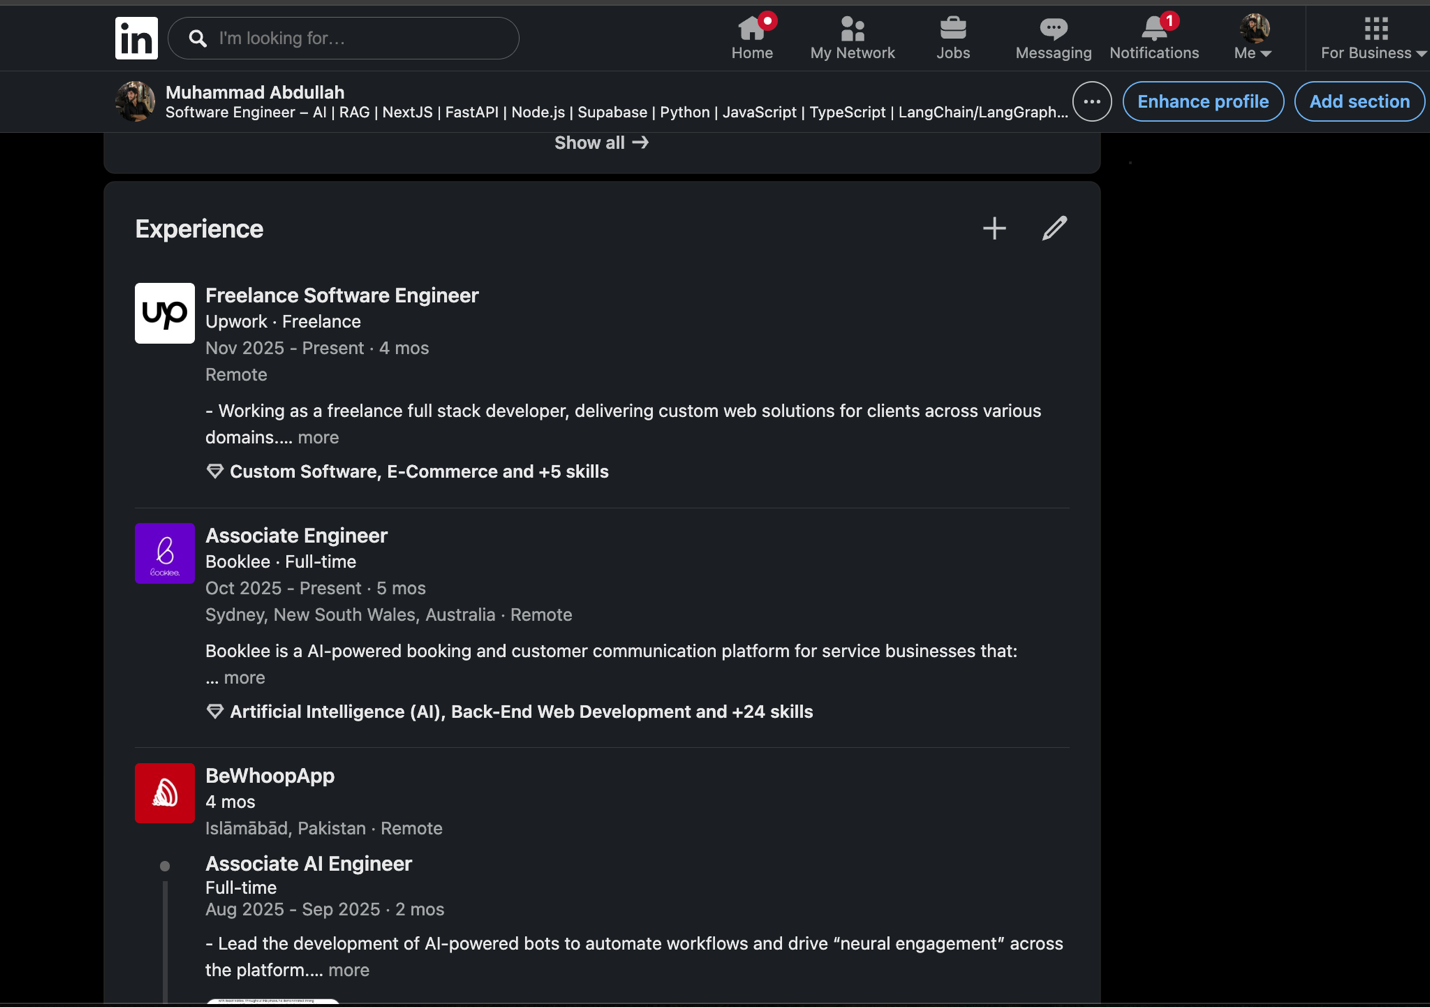 in
I'm looking for...
Home
My Network
Jobs
Messaging
1
Notifications
Me
For Business
Muhammad Abdullah
Software Engineer – AI | RAG | NextJS | FastAPI | Node.js | Supabase | Python | JavaScript | TypeScript | LangChain/LangGraph...
Enhance profile
Add section
Show all →
Experience
up
Freelance Software Engineer
Upwork · Freelance
Nov 2025 - Present · 4 mos
Remote
- Working as a freelance full stack developer, delivering custom web solutions for clients across various
domains.... more
Custom Software, E-Commerce and +5 skills
Booklee.
Associate Engineer
Booklee · Full-time
Oct 2025 - Present · 5 mos
Sydney, New South Wales, Australia · Remote
Booklee is a AI-powered booking and customer communication platform for service businesses that:
... more
Artificial Intelligence (AI), Back-End Web Development and +24 skills
BeWhoopApp
4 mos
Islāmābād, Pakistan · Remote
Associate AI Engineer
Full-time
Aug 2025 - Sep 2025 · 2 mos
- Lead the development of AI-powered bots to automate workflows and drive “neural engagement” across
the platform.... more